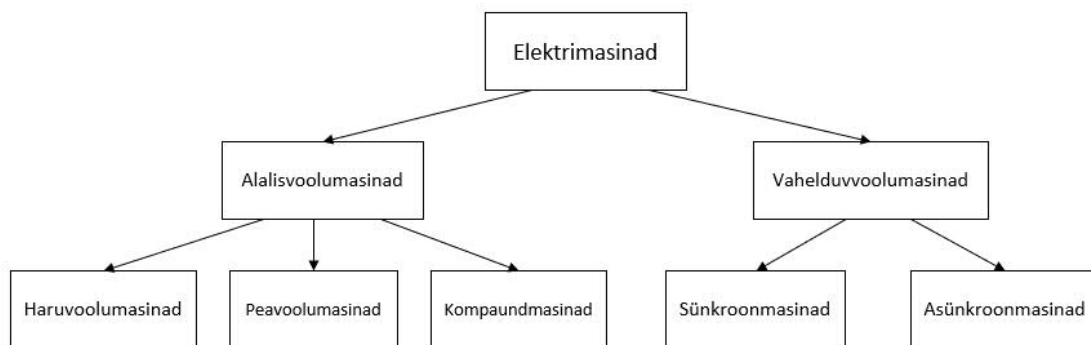 Elektrimasinad
Alalisvoolumasinad
Vahelduvvoolumasinad
Haruvoolumasinad
Peavoolumasinad
Kompaundmasinad
Sünkroonmasinad
Asünkroonmasinad